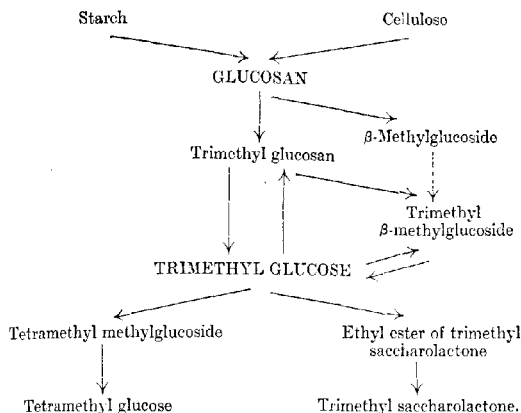 Starch
Cellulose
GLUCOSAN
β-Methylglucoside
Trimethyl glucosan
Trimethyl
β-methylglucoside
TRIMETHYL GLUCOSE
Tetramethyl methylglucoside
Ethyl ester of trimethyl
saccharolactone
Tetramethyl glucose
Trimethyl saccharolactone.